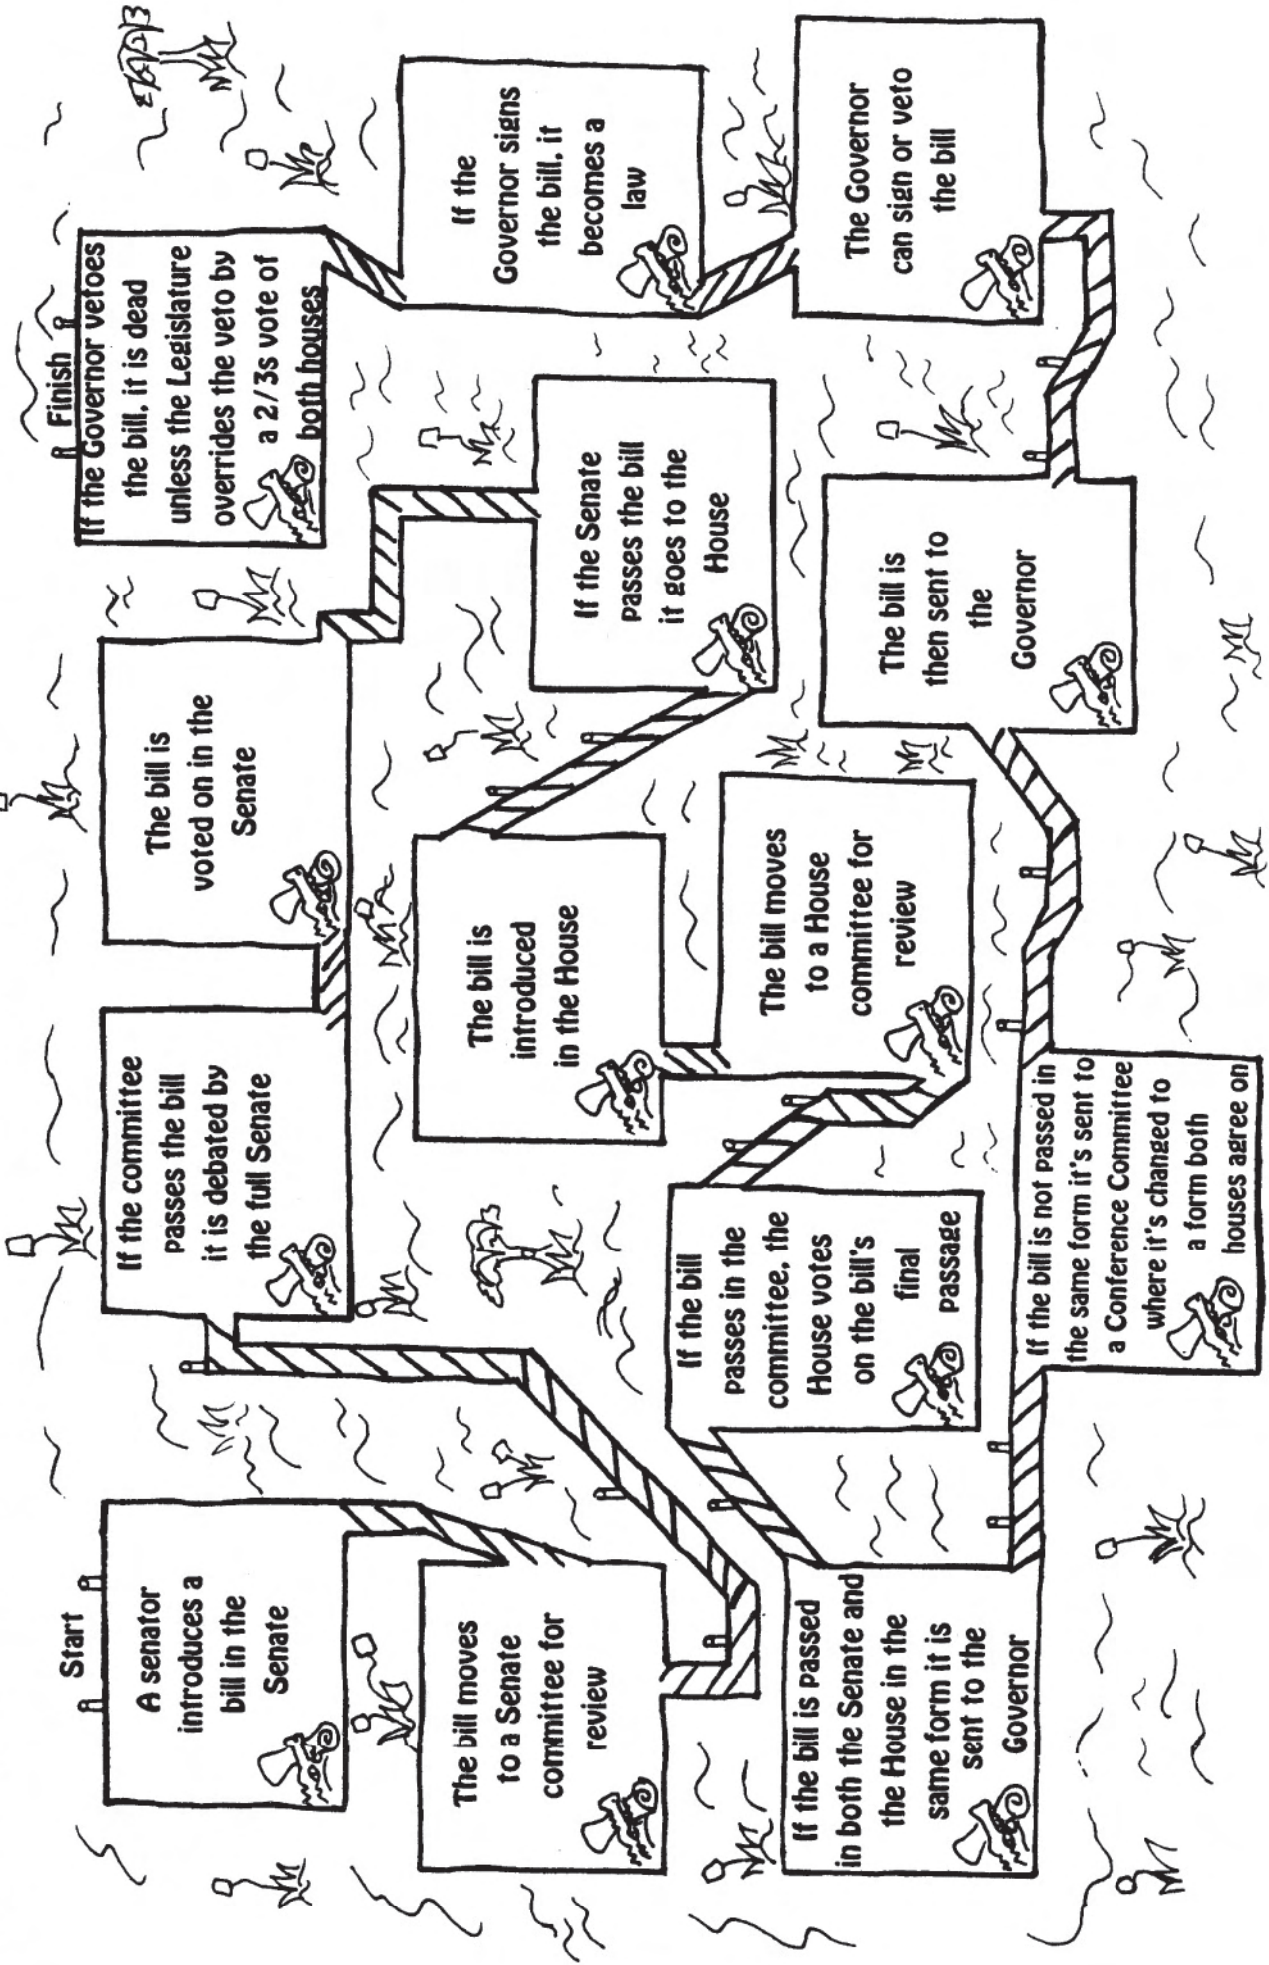 Start
A senator
introduces a
bill in the
Senate
The bill moves
to a Senate
committee for
review
If the committee
passes the bill
it is debated by
the full Senate
The bill is
voted on in the
Senate
If the Senate
passes the bill
it goes to the
House
The bill is
introduced
in the House
The bill moves
to a House
committee for
review
If the bill
passes in the
committee, the
House votes
on the bill's
final
passage
If the bill is passed
in both the Senate and
the House in the
same form it is
sent to the
Governor
If the bill is not passed in
the same form it's sent to
a Conference Committee
where it's changed to
a form both
houses agree on
The bill is
then sent to
the
Governor
The Governor
can sign or veto
the bill
If the
Governor signs
the bill, it
becomes a
law
Finish
If the Governor vetoes
the bill, it is dead
unless the Legislature
overrides the veto by
a 2/3s vote of
both houses